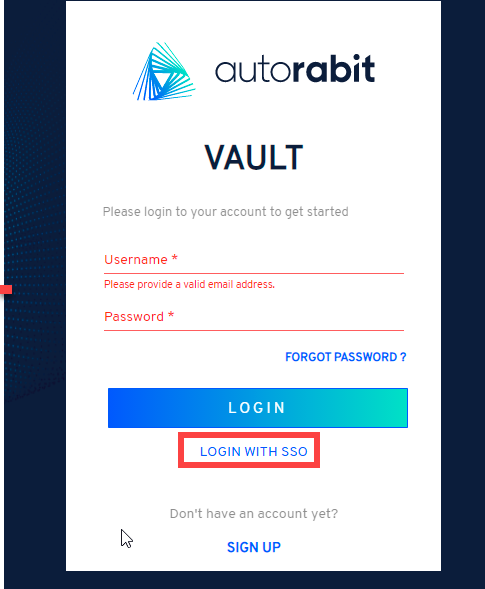 autorabit
VAULT
Please login to your account to get started
Username *
Please provide a valid email address.
Password *
FORGOT PASSWORD ?
LOGIN
LOGIN WITH SSO
Don't have an account yet?
SIGN UP